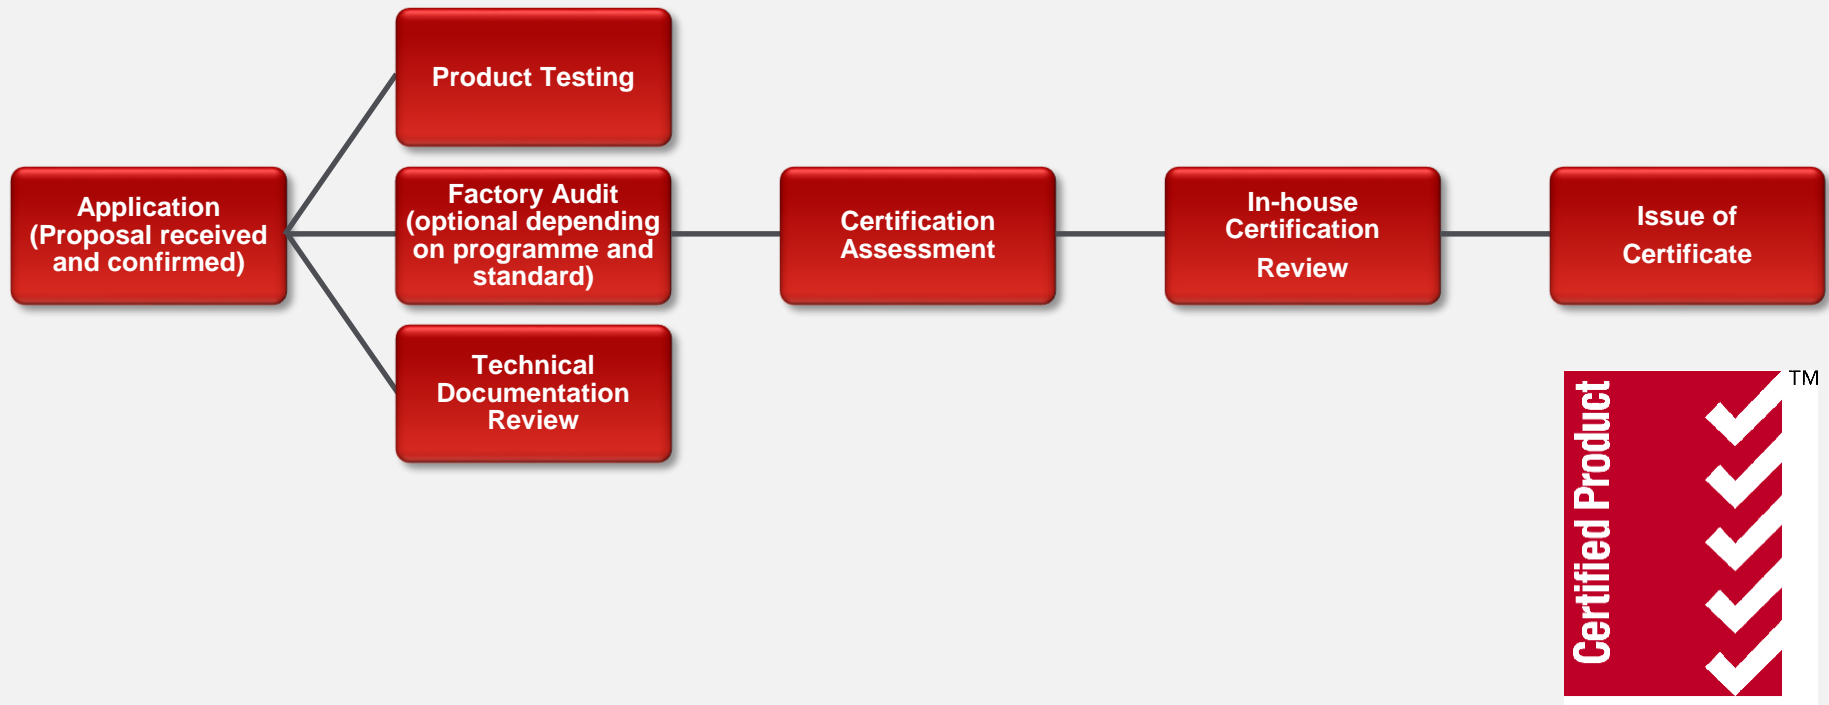 Product Testing
Application
(Proposal received
and confirmed)
Factory Audit
(optional depending
on programme and
standard)
Certification
Assessment
In-house
Certification
Review
Issue of
Certificate
Technical
Documentation
Review
Certified Product
TM